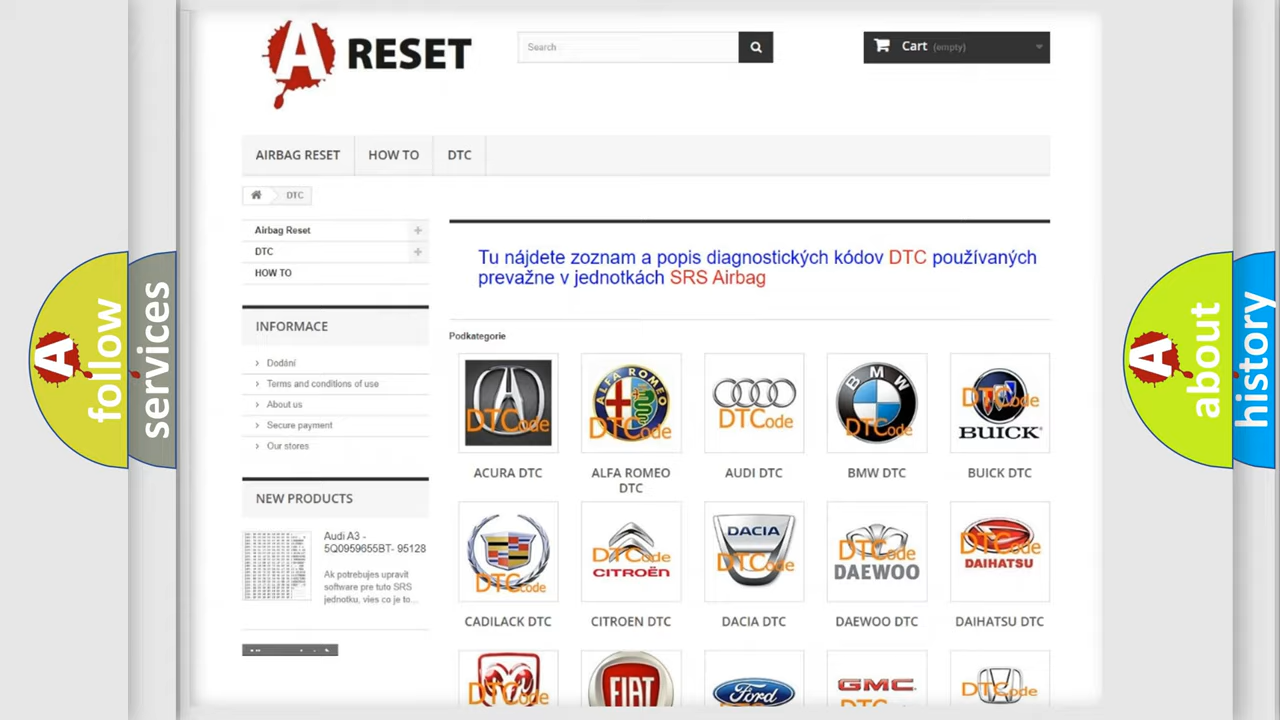 A RESET
Search
Cart (empty)
AIRBAG RESET
HOW TO
DTC
DTC
Airbag Reset
DTC
HOW TO
Tu nájdete zoznam a popis diagnostických kódov DTC používaných
prevažne v jednotkách SRS Airbag
INFORMACE
Podkategorie
Dodání
Terms and conditions of use
About us
Secure payment
Our stores
DTCode
ALFA ROMEO
DTCode
DTCode
BMW
DTCode
DTCode
BUICK
ACURA DTC
ALFA ROMEO
DTC
AUDI DTC
BMW DTC
BUICK DTC
NEW PRODUCTS
Audi A3 -
5Q0959655BT- 95128
Ak potrebujes upravit
software pre tuto SRS
jednotku, vies co je to...
DTCode
DTCode
CITROËN
DACIA
DTCode
DTCode
DAEWOO
DTCode
DAIHATSU
CADILACK DTC
CITROEN DTC
DACIA DTC
DAEWOO DTC
DAIHATSU DTC
DTCode
FIAT
DTCode
Ford
GMC
DTCode
A
follow
services
A
about
history